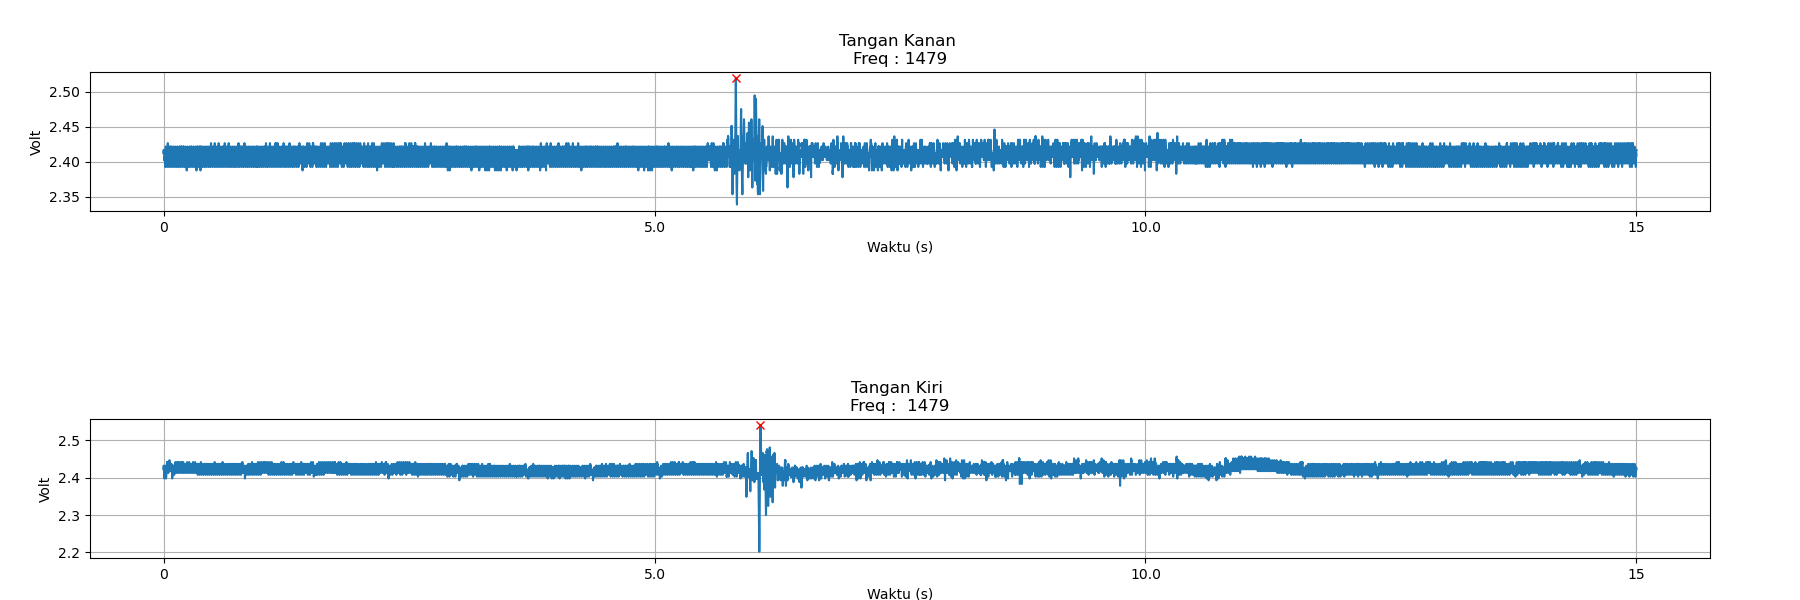 Tangan Kanan
Freq : 1479
2.50
2.45
2.40
2.35
Volt
0
5.0
10.0
15
Waktu (s)
Tangan Kiri
Freq :  1479
2.5
2.4
2.3
2.2
Volt
0
5.0
10.0
15
Waktu (s)